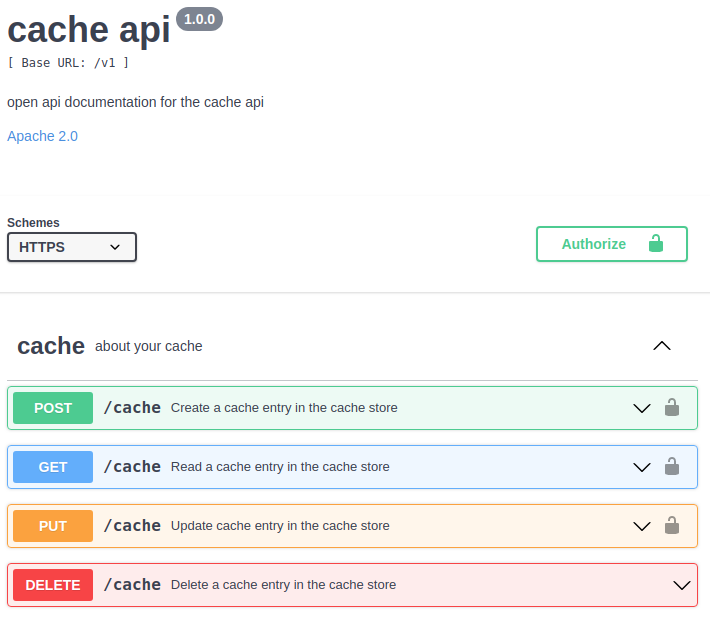 cache api 1.0.0
[ Base URL: /v1 ]
open api documentation for the cache api
Apache 2.0
Schemes
HTTPS
Authorize
cache about your cache
POST /cache Create a cache entry in the cache store
GET /cache Read a cache entry in the cache store
PUT /cache Update cache entry in the cache store
DELETE /cache Delete a cache entry in the cache store